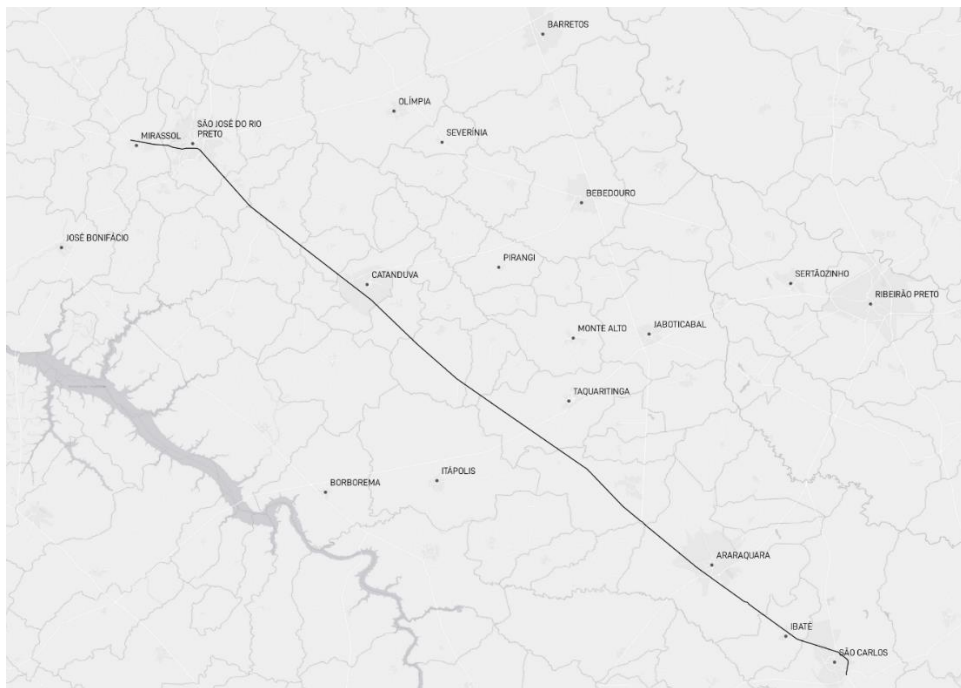 BARRETOS
OLÍMPIA
SÃO JOSÉ DO RIO
PRETO
MIRASSOL
SEVERÍNIA
BEBEDOURO
JOSÉ BONIFÁCIO
PIRANGI
CATANDUVA
SERTÃOZINHO
RIBEIRÃO PRETO
MONTE ALTO
JABOTICABAL
TAQUARITINGA
ITÁPOLIS
BORBOREMA
ARARAQUARA
IBATÉ
SÃO CARLOS